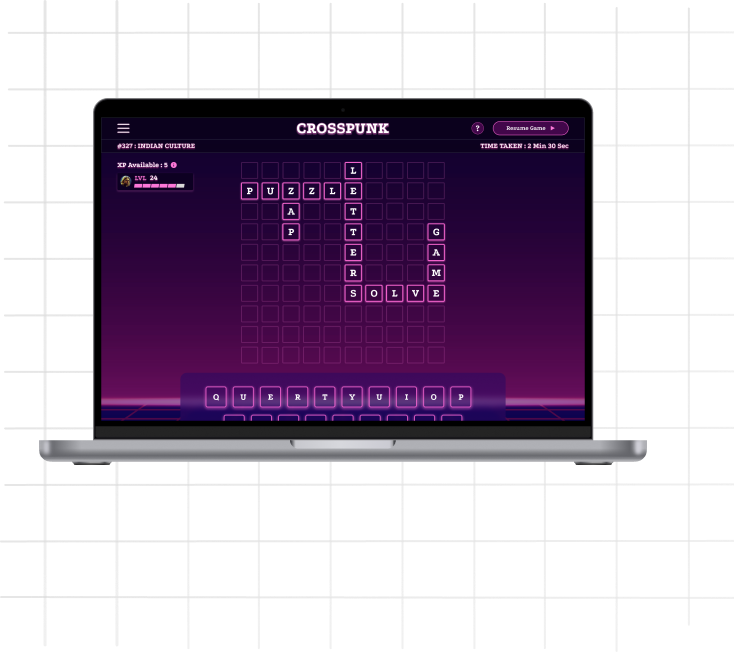 CROSSPUNK
?
Resume Game
#327 : INDIAN CULTURE
TIME TAKEN : 2 Min 30 Sec
XP Available : 5
LVL 24
L
P U Z Z L E
A T
P T G
E A
R M
S O L V E
Q U E R T Y U I O P